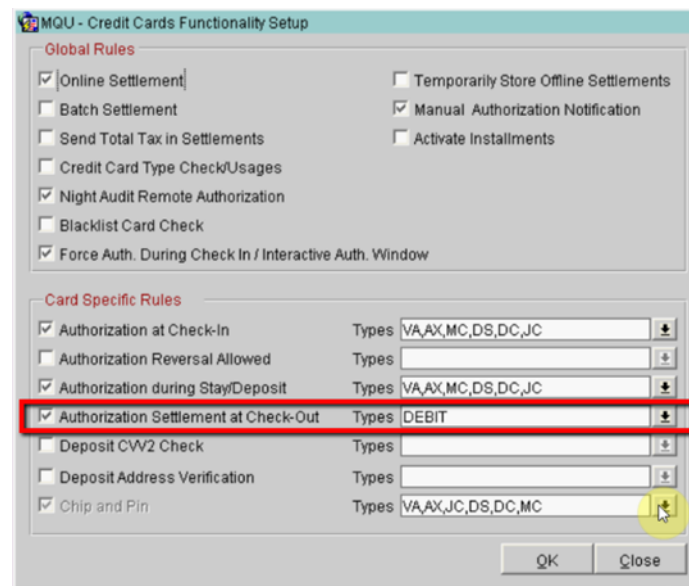 MQU - Credit Cards Functionality Setup
Global Rules
Online Settlement
Temporarily Store Offline Settlements
Batch Settlement
Manual Authorization Notification
Send Total Tax in Settlements
Activate Installments
Credit Card Type Check/Usages
Night Audit Remote Authorization
Blacklist Card Check
Force Auth. During Check In / Interactive Auth. Window
Card Specific Rules
Authorization at Check-In Types VA,AX,MC,DS,DC,JC
Authorization Reversal Allowed Types
Authorization during Stay/Deposit Types VA,AX,MC,DS,DC,JC
Authorization Settlement at Check-Out Types DEBIT
Deposit CVV2 Check Types
Deposit Address Verification Types
Chip and Pin Types VA,AX,JC,DS,DC,MC
OK Close